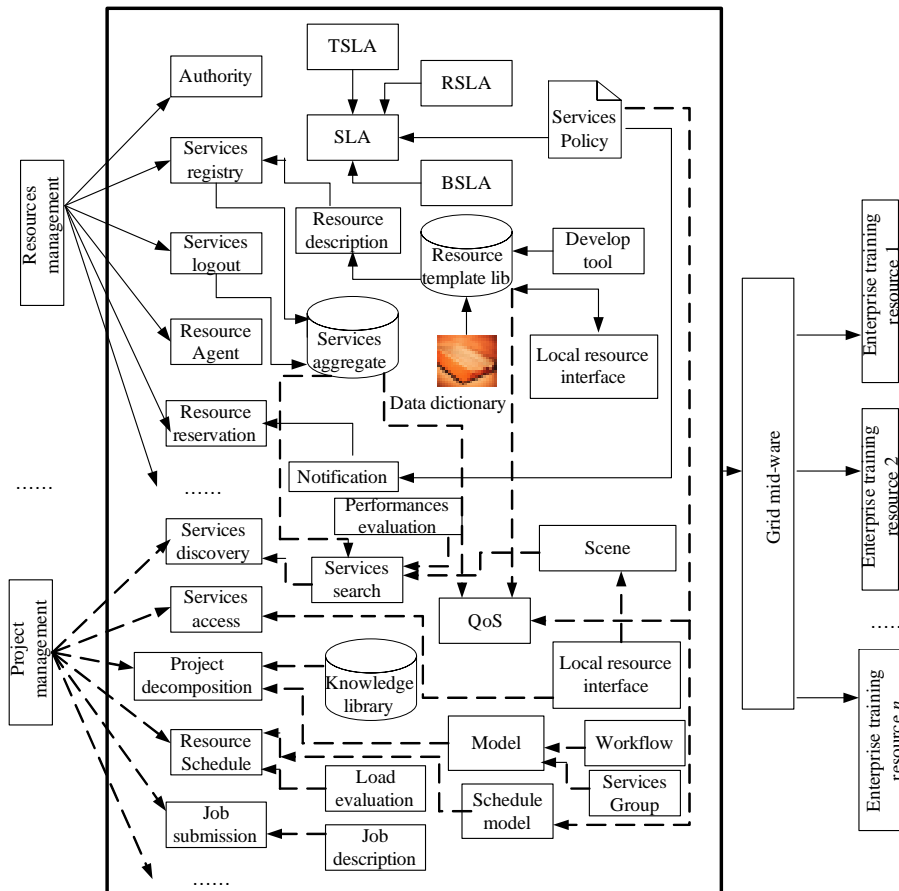 TSLA
RSLA
Authority
Services
Policy
SLA
Services
registry
BSLA
Resources
management
Resource
description
Services
logout
Resource
template lib
Develop
tool
Enterprise training
resource 1
Services
aggregate
Resource
Agent
Local resource
interface
Data dictionary
Resource
reservation
Notification
Enterprise training
resource 2
Grid mid-ware
......
......
Performances
evaluation
Services
discovery
Scene
Services
search
Project
management
Services
access
QoS
......
Project
decomposition
Knowledge
library
Local resource
interface
Enterprise training
resource n
Resource
Schedule
Model
Workflow
Load
evaluation
Services
Group
Schedule
model
Job
submission
Job
description
......